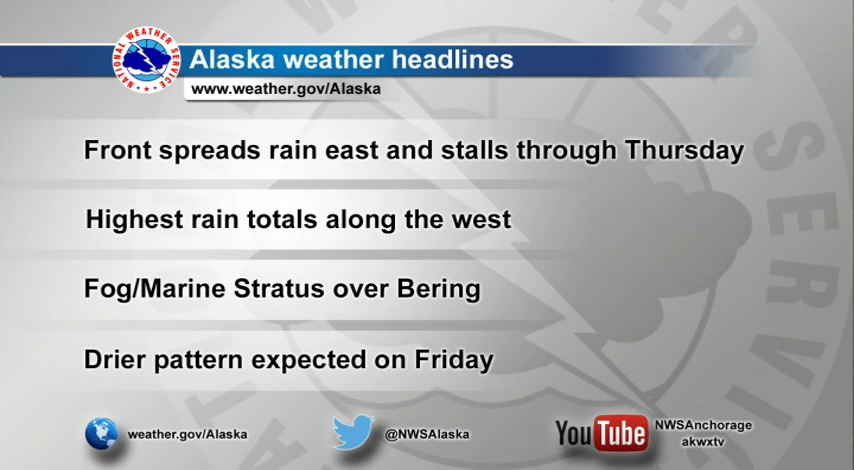 NATIONAL WEATHER SERVICE
Alaska weather headlines
www.weather.gov/Alaska
Front spreads rain east and stalls through Thursday
Highest rain totals along the west
Fog/Marine Stratus over Bering
Drier pattern expected on Friday
weather.gov/Alaska
@NWSAlaska
YouTube
NWSAnchorage
akwxtv